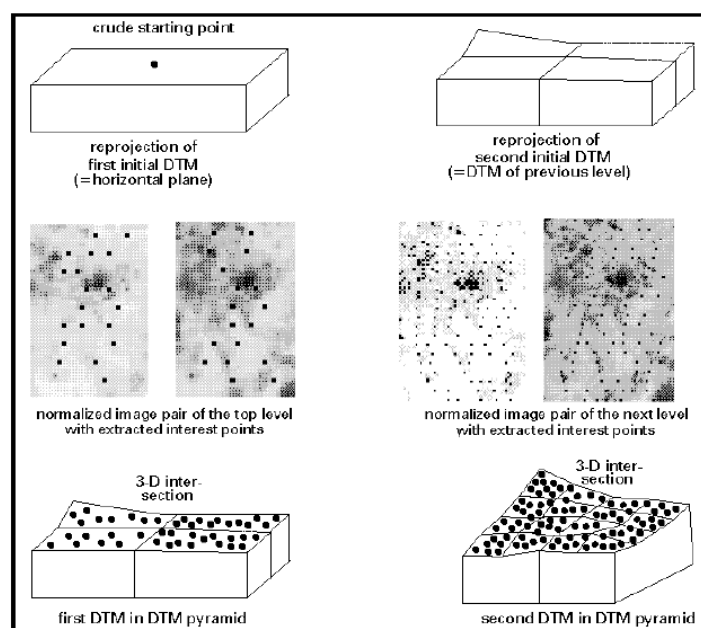 crude starting point
reprojection of
first initial DTM
(=horizontal plane)
reprojection of
second initial DTM
(=DTM of previous level)
normalized image pair of the top level
with extracted interest points
normalized image pair of the next level
with extracted interest points
3-D inter-
section
first DTM in DTM pyramid
3-D inter-
section
second DTM in DTM pyramid